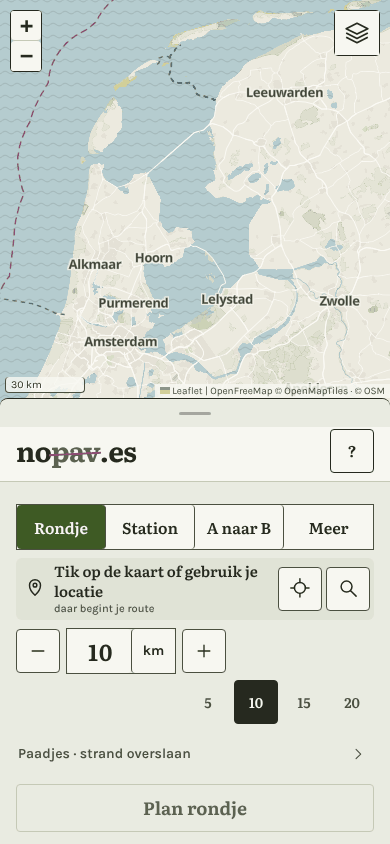 +
−
Leeuwarden
Alkmaar
Hoorn
Purmerend
Lelystad
Zwolle
Amsterdam
30 km
Leaflet | OpenFreeMap © OpenMapTiles · © OSM
nopav.es
?
Rondje
Station
A naar B
Meer
Tik op de kaart of gebruik je
locatie
daar begint je route
−
10
km
+
5
10
15
20
Paadjes · strand overslaan
Plan rondje